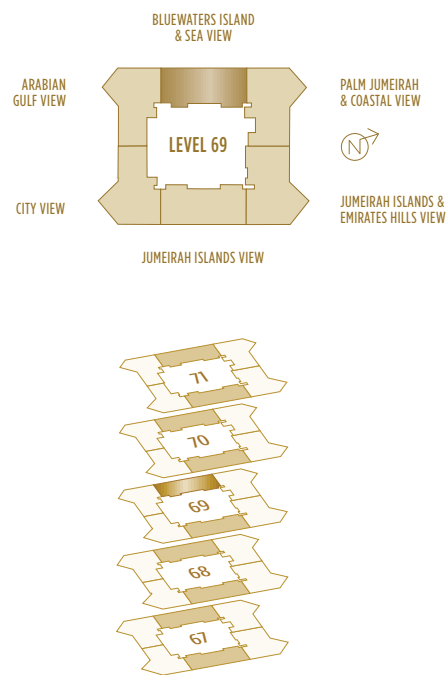 BLUEWATERS ISLAND
& SEA VIEW
ARABIAN
GULF VIEW
PALM JUMEIRAH
& COASTAL VIEW
LEVEL 69
N
CITY VIEW
JUMEIRAH ISLANDS &
EMIRATES HILLS VIEW
JUMEIRAH ISLANDS VIEW
71
70
69
68
67